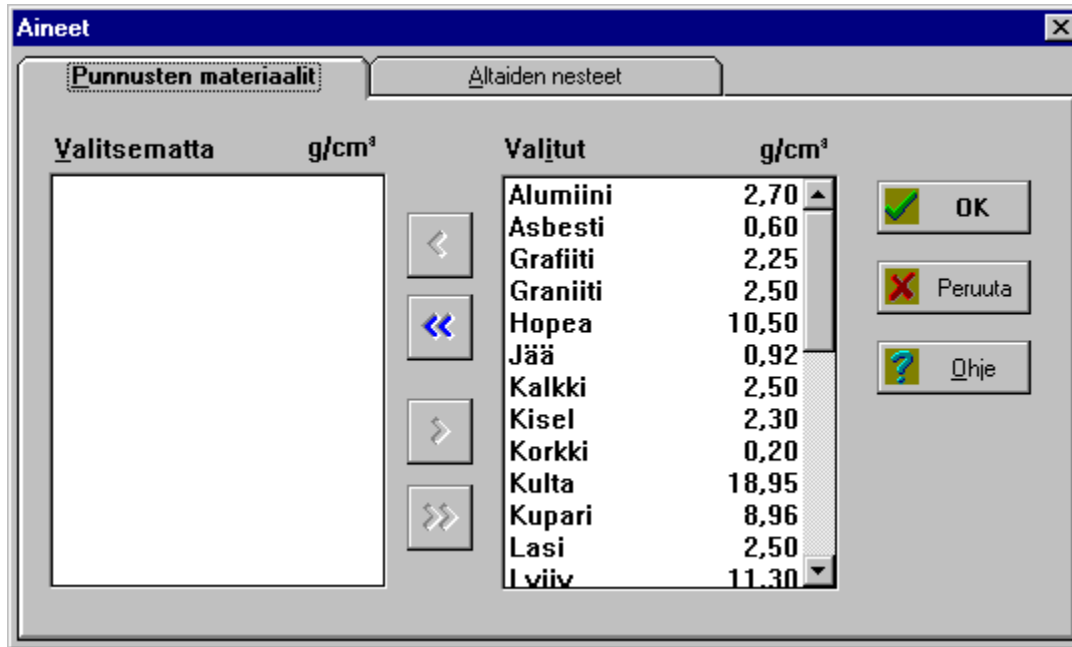 Aineet
Punnusten materiaalit
Altaiden nesteet
Valitsematta g/cm³
Valitut g/cm³
Alumiini 2,70
Asbesti 0,60
Grafiiti 2,25
Graniiti 2,50
Hopea 10,50
Jää 0,92
Kalkki 2,50
Kisel 2,30
Korkki 0,20
Kulta 18,95
Kupari 8,96
Lasi 2,50
Lyijy 11,30
OK
Peruuta
Ohje